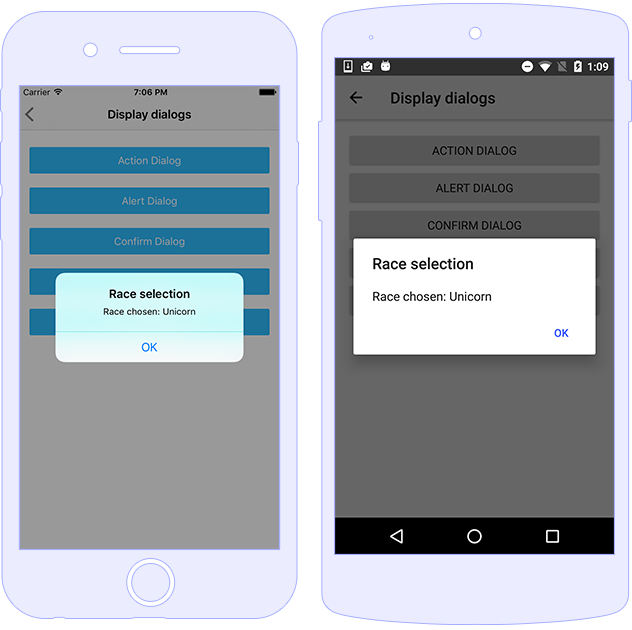 Carrier
7:06 PM
Display dialogs
Action Dialog
Alert Dialog
Confirm Dialog
Race selection
Race chosen: Unicorn
OK
1:09
Display dialogs
ACTION DIALOG
ALERT DIALOG
CONFIRM DIALOG
Race selection
Race chosen: Unicorn
OK